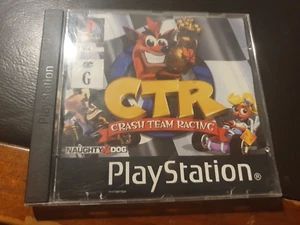 PlayStation
G
CTR
CRASH TEAM RACING
NAUGHTY DOG
PlayStation®